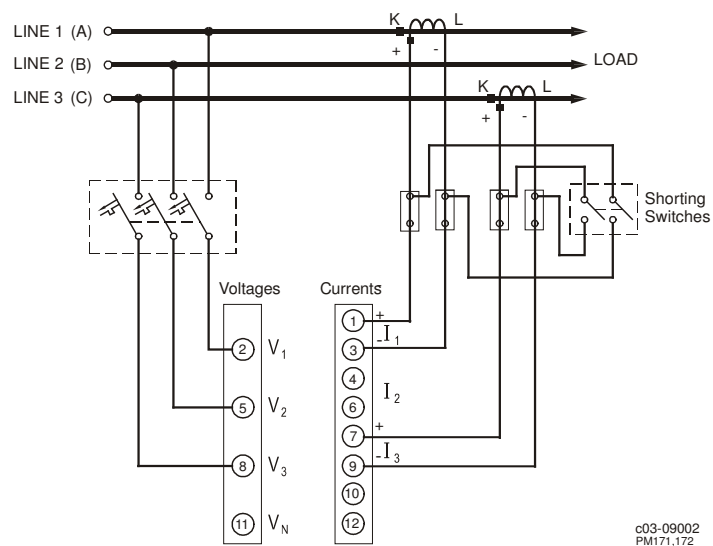 LINE 1 (A)
K
L
+
-
LINE 2 (B)
LOAD
LINE 3 (C)
K
L
+
-
Shorting
Switches
Voltages
Currents
1
+
2
V1
3
- I1
4
I2
5
V2
6
7
+
8
V3
9
- I3
10
11
VN
12
c03-09002
PM171,172